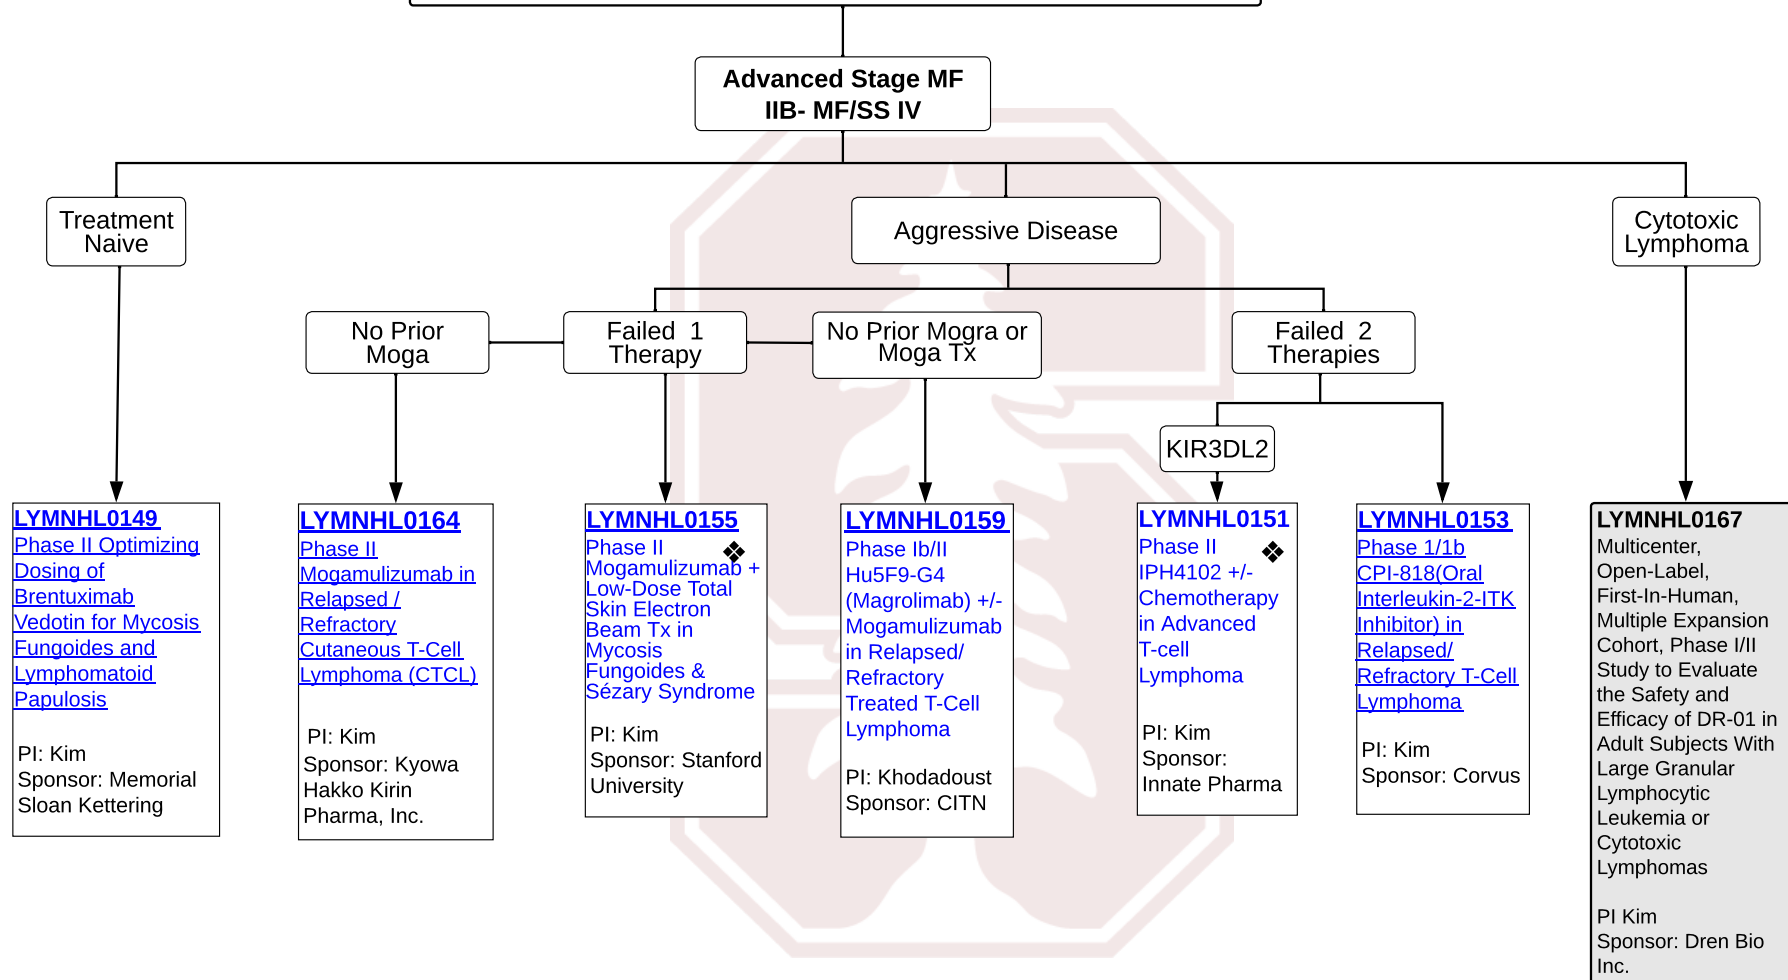 Advanced Stage MF
IIB- MF/SS IV
Treatment
Naive
Aggressive Disease
Cytotoxic
Lymphoma
No Prior
Moga
Failed  1
Therapy
No Prior Mogra or
Moga Tx
Failed  2
Therapies
KIR3DL2
LYMNHL0149
Phase II Optimizing
Dosing of
Brentuximab
Vedotin for Mycosis
Fungoides and
Lymphomatoid
Papulosis
PI: Kim
Sponsor: Memorial
Sloan Kettering
LYMNHL0164
Phase II
Mogamulizumab in
Relapsed /
Refractory
Cutaneous T-Cell
Lymphoma (CTCL)
PI: Kim
Sponsor: Kyowa
Hakko Kirin
Pharma, Inc.
LYMNHL0155
Phase II
Mogamulizumab +
Low-Dose Total
Skin Electron
Beam Tx in
Mycosis
Fungoides &
Sézary Syndrome
PI: Kim
Sponsor: Stanford
University
LYMNHL0159
Phase Ib/II
Hu5F9-G4
(Magrolimab) +/-
Mogamulizumab
in Relapsed/
Refractory
Treated T-Cell
Lymphoma
PI: Khodadoust
Sponsor: CITN
LYMNHL0151
Phase II
IPH4102 +/-
Chemotherapy
in Advanced
T-cell
Lymphoma
PI: Kim
Sponsor:
Innate Pharma
LYMNHL0153
Phase 1/1b
CPI-818(Oral
Interleukin-2-ITK
Inhibitor) in
Relapsed/
Refractory T-Cell
Lymphoma
PI: Kim
Sponsor: Corvus
LYMNHL0167
Multicenter,
Open-Label,
First-In-Human,
Multiple Expansion
Cohort, Phase I/II
Study to Evaluate
the Safety and
Efficacy of DR-01 in
Adult Subjects With
Large Granular
Lymphocytic
Leukemia or
Cytotoxic
Lymphomas
PI Kim
Sponsor: Dren Bio
Inc.